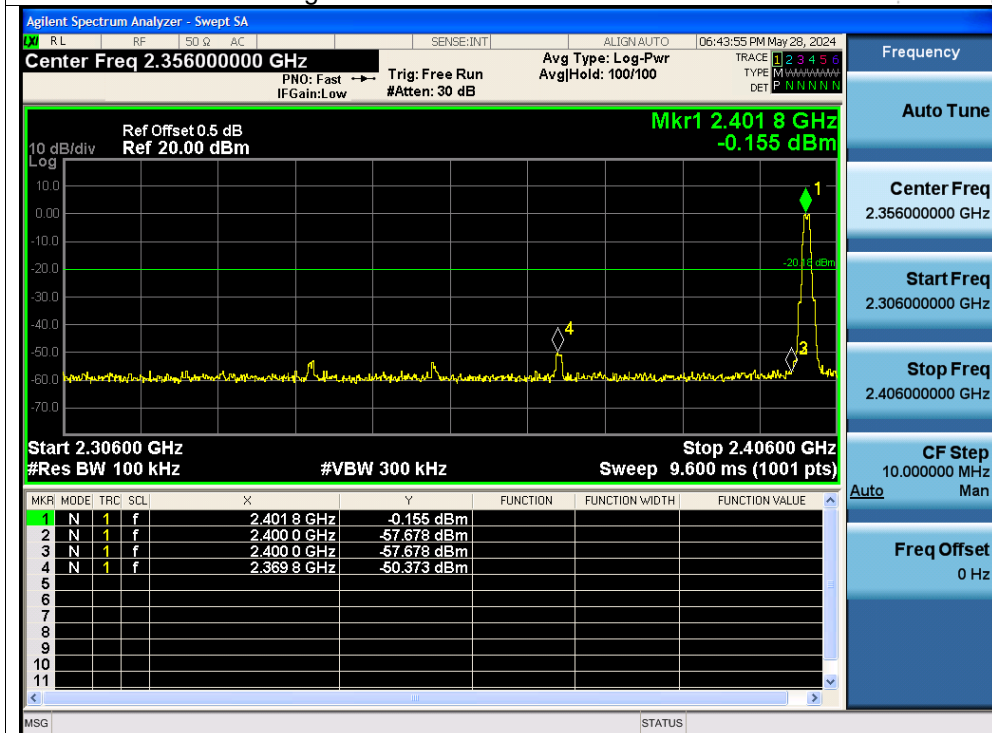 Agilent Spectrum Analyzer - Swept SA
LXI RL RF 50 Ω AC SENSE:INT ALIGN AUTO 06:43:55 PM May 28, 2024
Center Freq 2.356000000 GHz
PNO: Fast
IFGain:Low
Trig: Free Run
#Atten: 30 dB
Avg Type: Log-Pwr
Avg|Hold: 100/100
TRACE 1 2 3 4 5 6
TYPE M
DET P N N N N N
Ref Offset 0.5 dB
10 dB/div Ref 20.00 dBm
Log
Mkr1 2.401 8 GHz
-0.155 dBm
10.0
0.00
-10.0
-20.0
-30.0
-40.0
-50.0
-60.0
-70.0
1
-20.16 dBm
4
3
Start 2.30600 GHz Stop 2.40600 GHz
#Res BW 100 kHz #VBW 300 kHz Sweep 9.600 ms (1001 pts)
MKR MODE TRC SCL X Y FUNCTION FUNCTION WIDTH FUNCTION VALUE
1 N 1 f 2.401 8 GHz -0.155 dBm
2 N 1 f 2.400 0 GHz -57.678 dBm
3 N 1 f 2.400 0 GHz -57.678 dBm
4 N 1 f 2.369 8 GHz -50.373 dBm
5
6
7
8
9
10
11
MSG STATUS
Frequency
Auto Tune
Center Freq
2.356000000 GHz
Start Freq
2.306000000 GHz
Stop Freq
2.406000000 GHz
CF Step
10.000000 MHz
Auto Man
Freq Offset
0 Hz